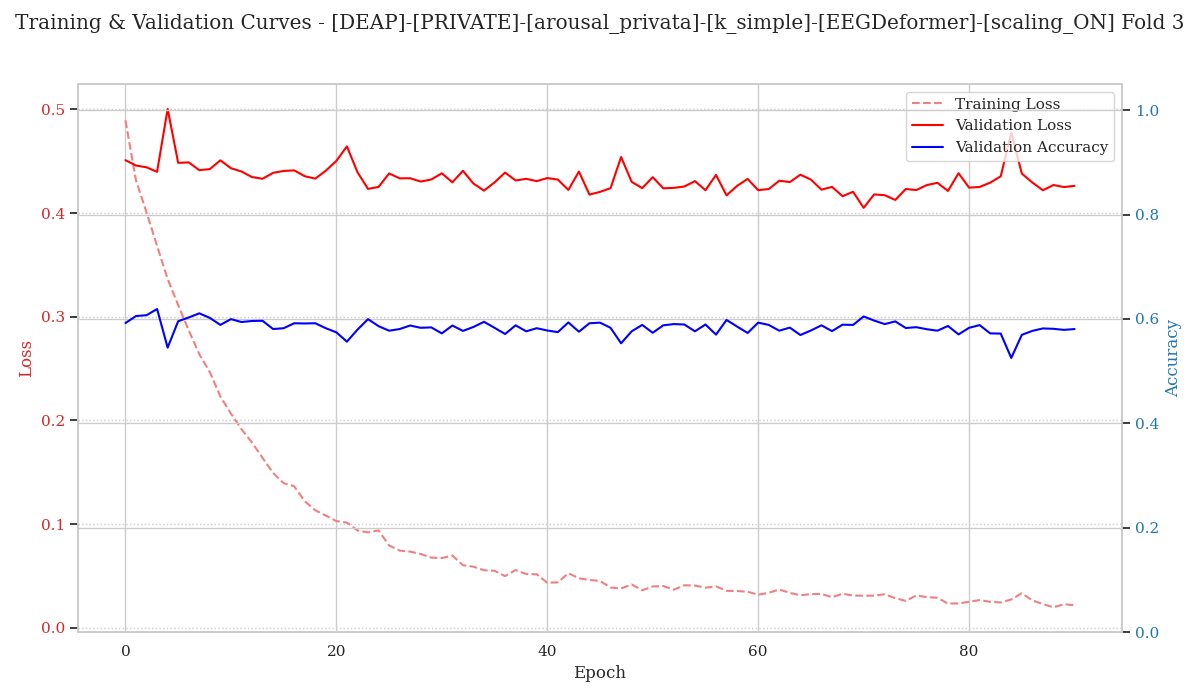 Training & Validation Curves - [DEAP]-[PRIVATE]-[arousal_privata]-[k_simple]-[EEGDeformer]-[scaling_ON] Fold 3
Training Loss
Validation Loss
Validation Accuracy
0.5
0.4
0.3
0.2
0.1
0.0
Loss
1.0
0.8
0.6
0.4
0.2
0.0
Accuracy
0
20
40
60
80
Epoch